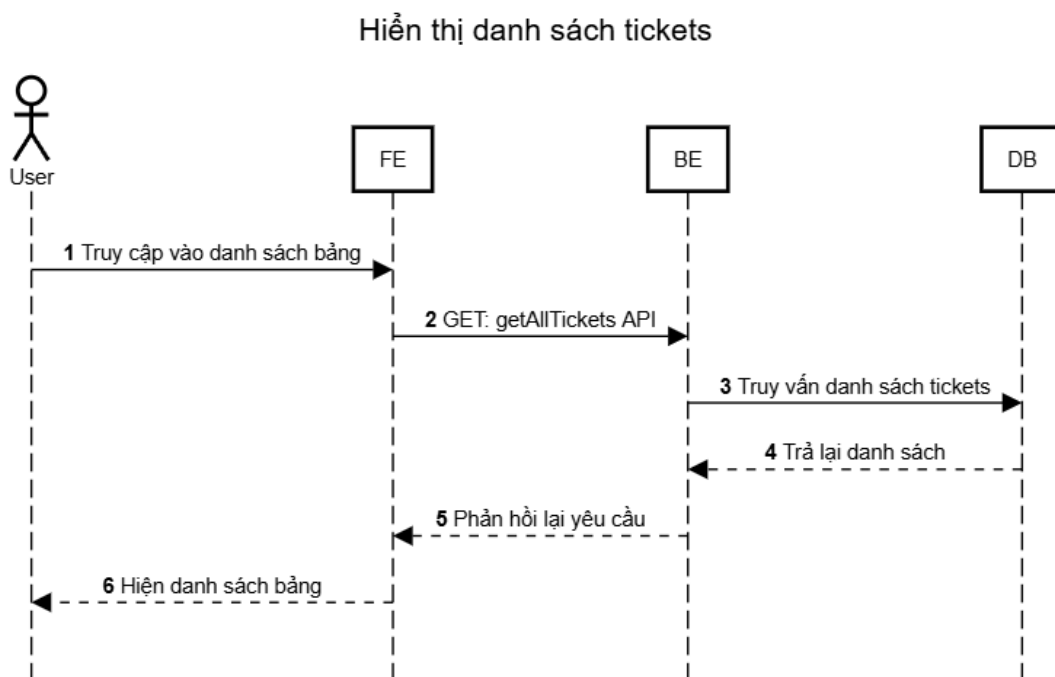 Hiển thị danh sách tickets
User
FE
BE
DB
1 Truy cập vào danh sách bảng
2 GET: getAllTickets API
3 Truy vấn danh sách tickets
4 Trả lại danh sách
5 Phản hồi lại yêu cầu
6 Hiện danh sách bảng